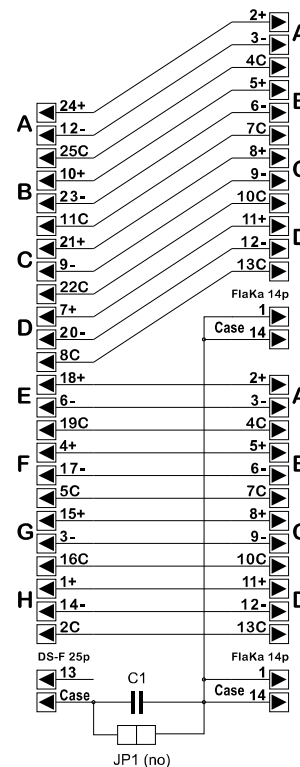 2+
A
3-
4C
5+
B
6-
7C
8+
C
9-
10C
11+
D
12-
13C
FlaKa 14p
1
Case 14
24+
A
12-
25C
10+
B
23-
11C
21+
C
9-
22C
7+
D
20-
8C
18+
E
6-
19C
4+
F
17-
5C
15+
G
3-
16C
1+
H
14-
2C
DS-F 25p
13
Case
2+
A
3-
4C
5+
B
6-
7C
8+
C
9-
10C
11+
D
12-
13C
FlaKa 14p
1
Case 14
C1
JP1 (no)